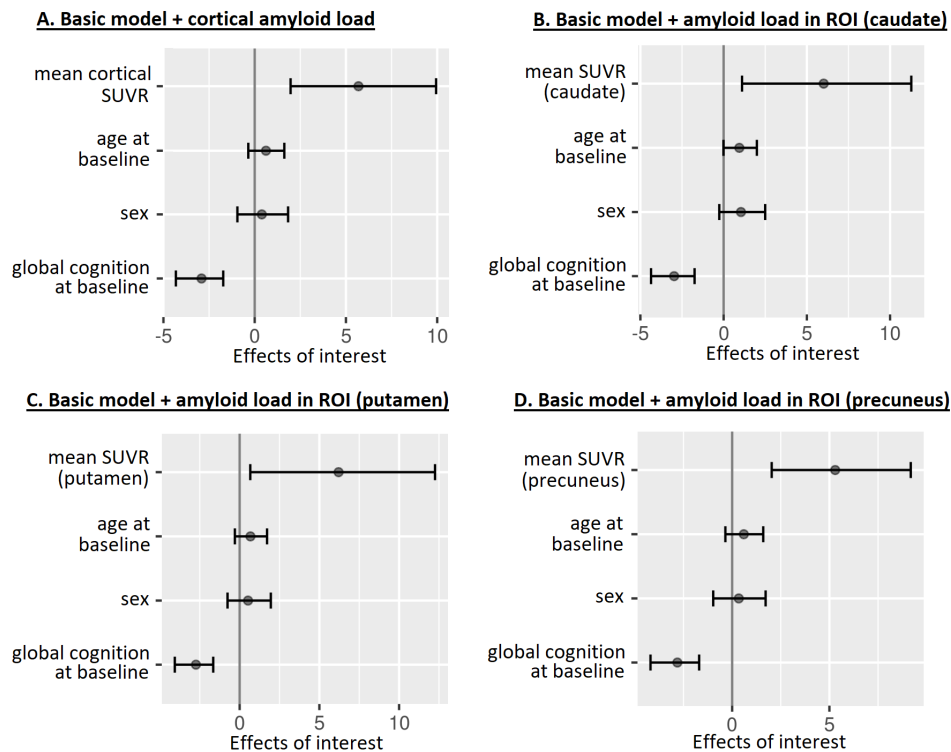 A. Basic model + cortical amyloid load
mean cortical
SUVR
age at
baseline
sex
global cognition
at baseline
-5 0 5 10
Effects of interest
B. Basic model + amyloid load in ROI (caudate)
mean SUVR
(caudate)
age at
baseline
sex
global cognition
at baseline
-5 0 5 10
Effects of interest
C. Basic model + amyloid load in ROI (putamen)
mean SUVR
(putamen)
age at
baseline
sex
global cognition
at baseline
0 5 10
Effects of interest
D. Basic model + amyloid load in ROI (precuneus)
mean SUVR
(precuneus)
age at
baseline
sex
global cognition
at baseline
0 5
Effects of interest